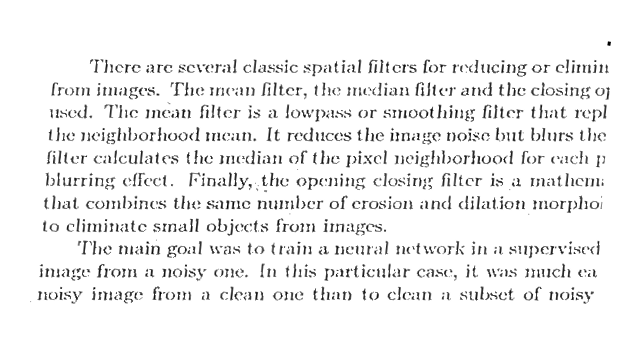 There are several classic spatial filters for reducing or elimin
from images. The mean filter, the median filter and the closing op
used. The mean filter is a lowpass or smoothing filter that repl
the neighborhood mean. It reduces the image noise but blurs the
filter calculates the median of the pixel neighborhood for each p
blurring effect. Finally, the opening closing filter is a mathema
that combines the same number of erosion and dilation morphol
to eliminate small objects from images.
The main goal was to train a neural network in a supervised
image from a noisy one. In this particular case, it was much ea
noisy image from a clean one than to clean a subset of noisy